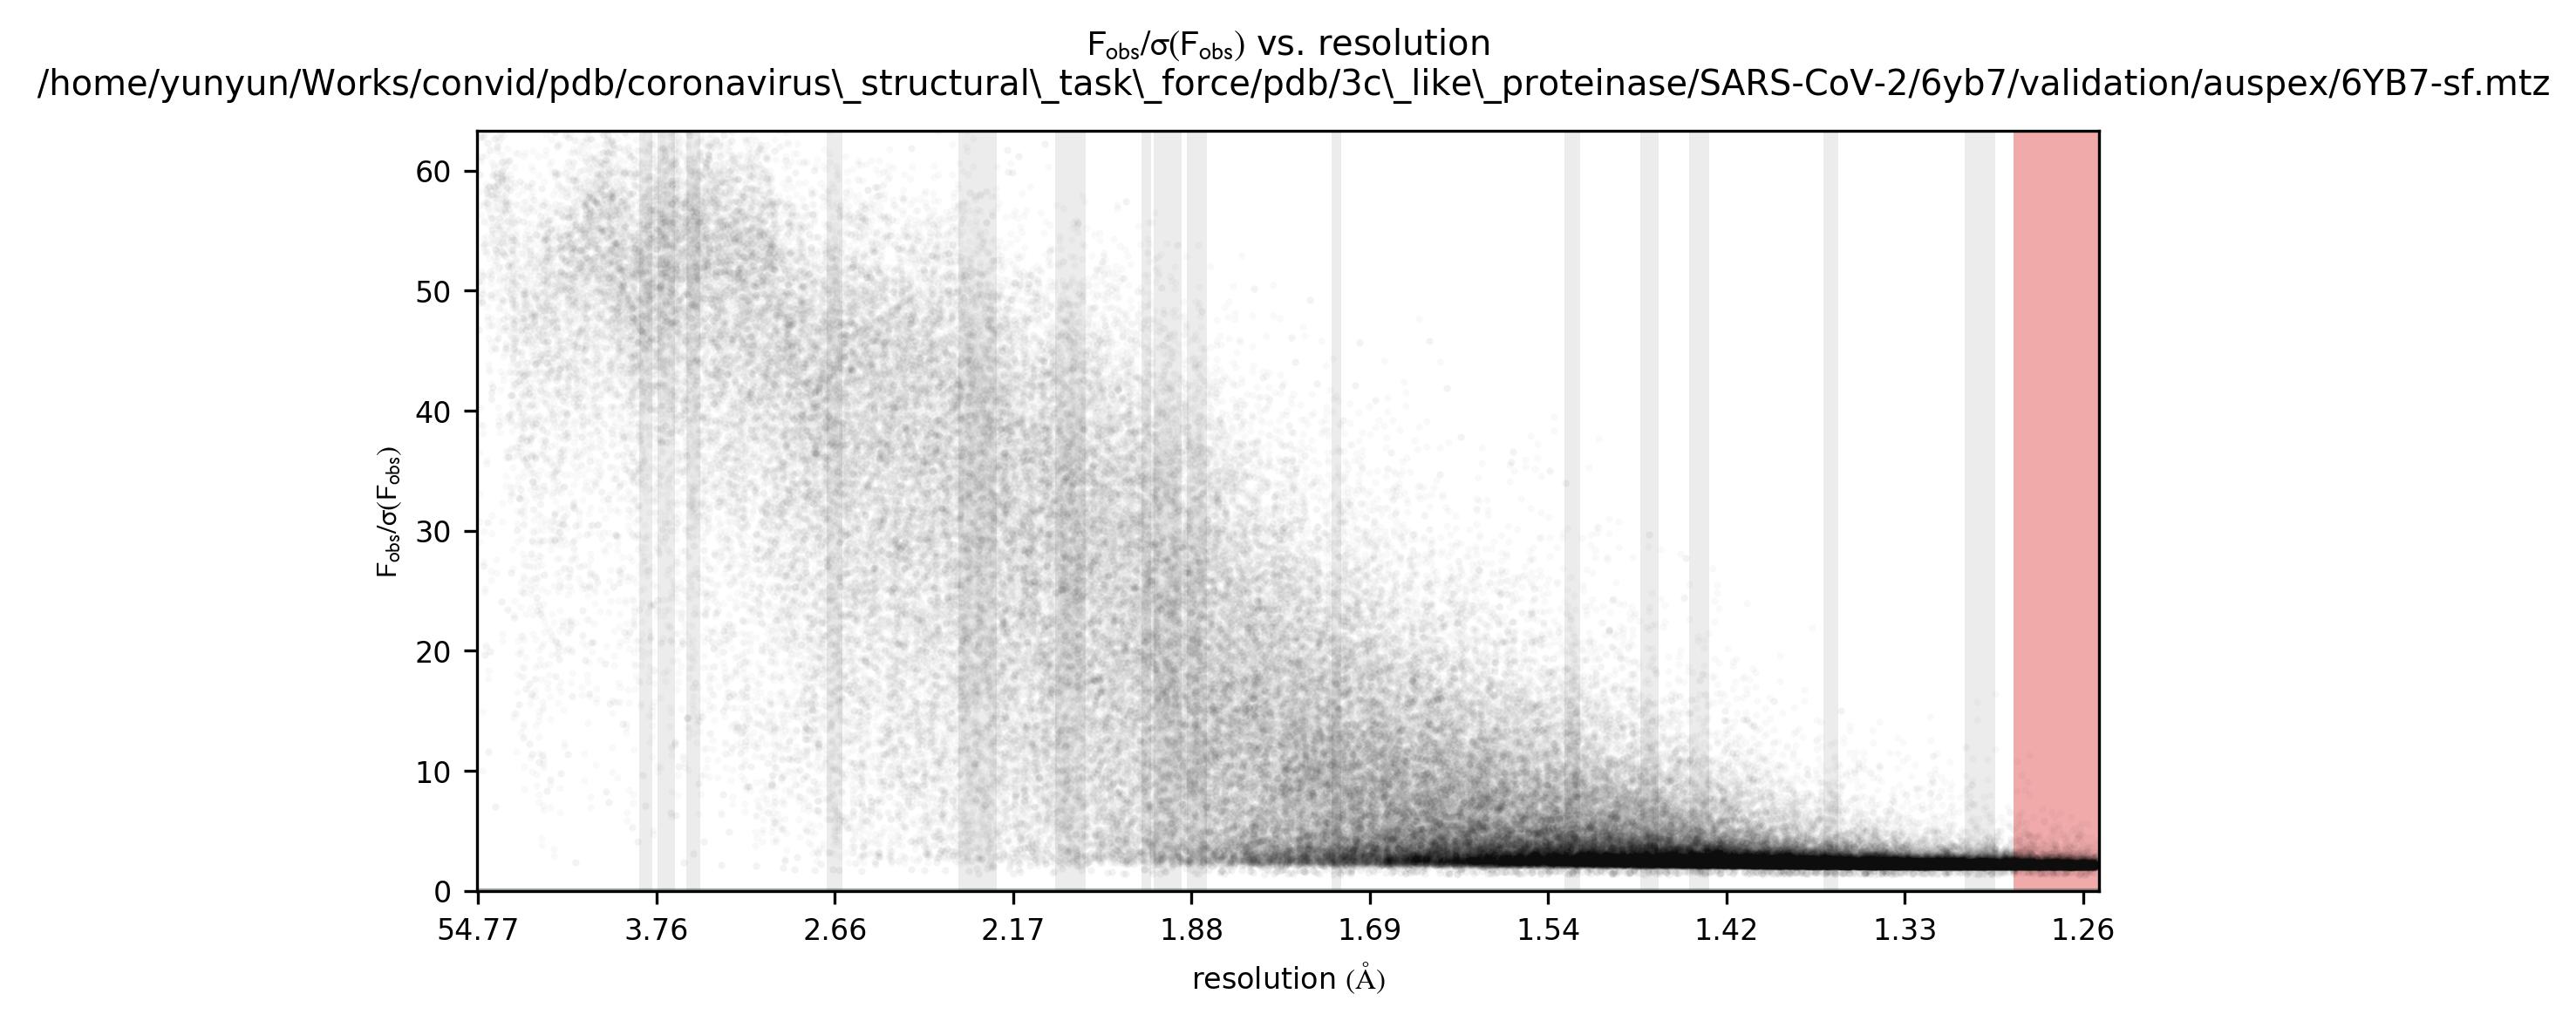 Fobs/σ(Fobs) vs. resolution
/home/yunyun/Works/convid/pdb/coronavirus\_structural\_task\_force/pdb/3c\_like\_proteinase/SARS-CoV-2/6yb7/validation/auspex/6YB7-sf.mtz
Fobs/σ(Fobs)
60
50
40
30
20
10
0
54.77 3.76 2.66 2.17 1.88 1.69 1.54 1.42 1.33 1.26
resolution (Å)